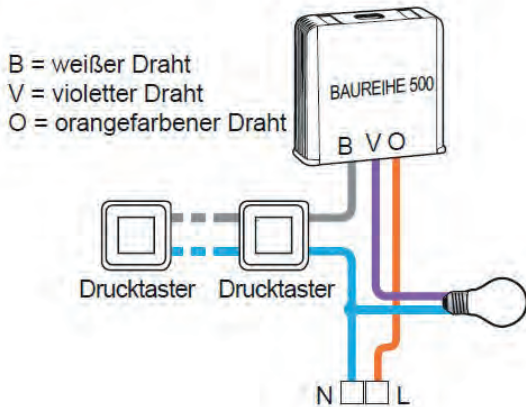 B = weißer Draht
V = violetter Draht
O = orangefarbener Draht
BAUREIHE 500
B V O
Drucktaster Drucktaster
N L